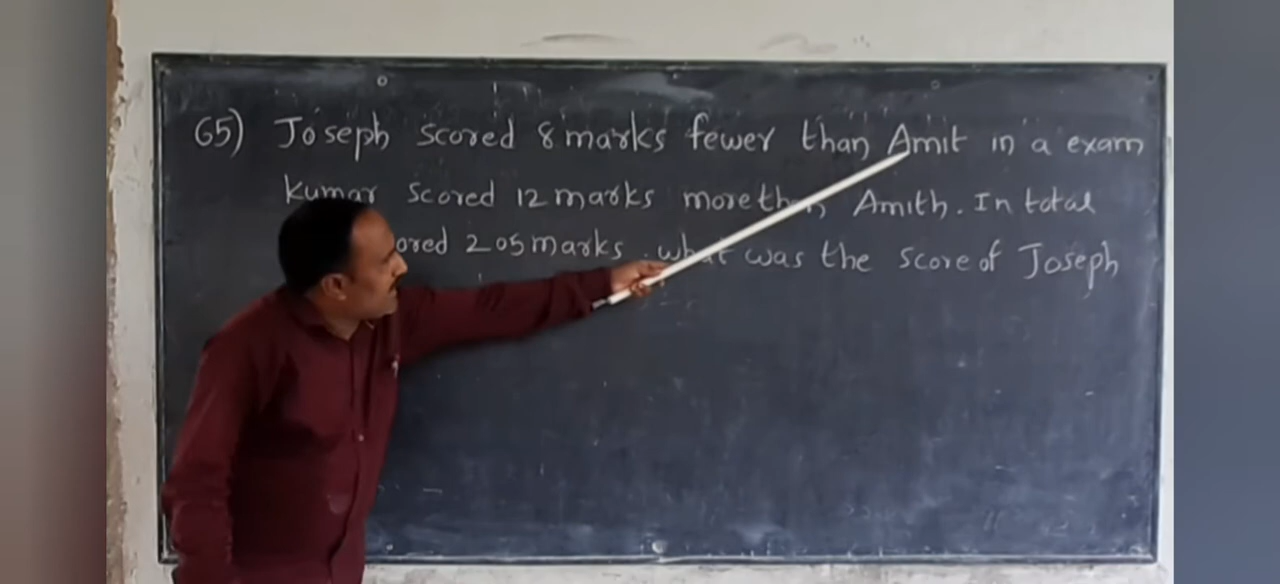 65) Joseph scored 8 marks fewer than Amit in a exam
Kumar scored 12 marks more than Amith. In total
ored 205 marks. what was the score of Joseph